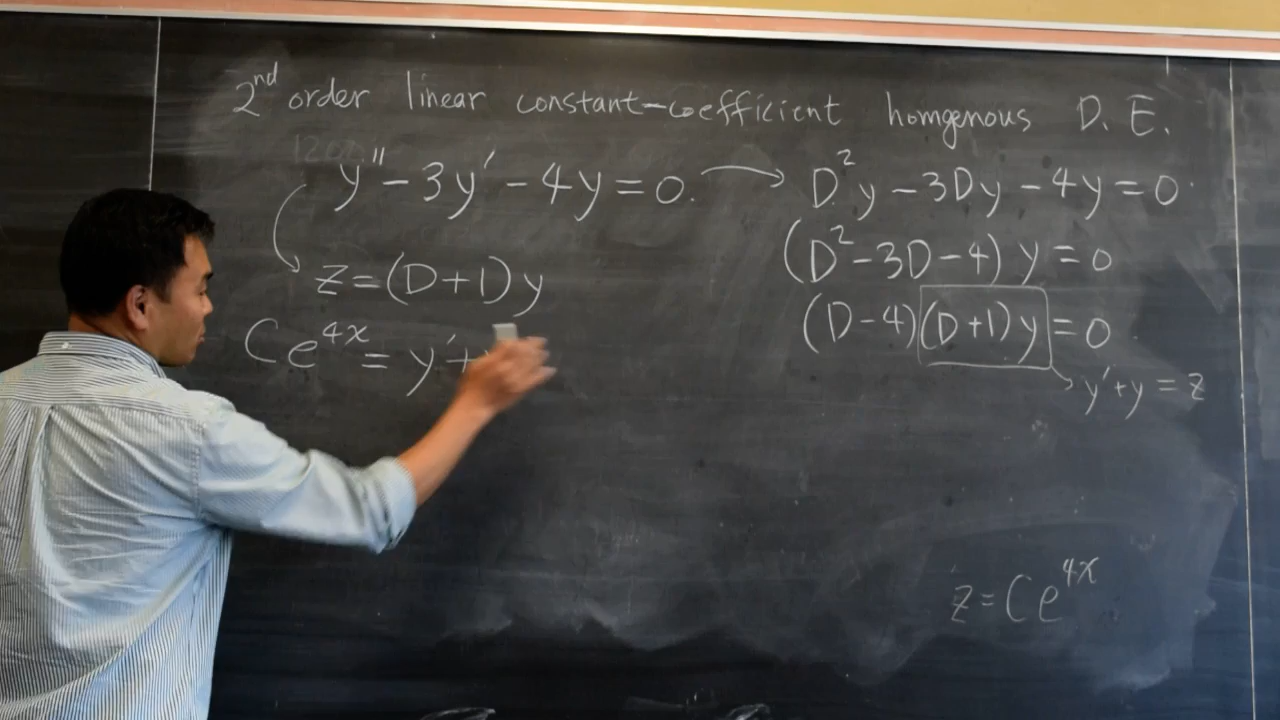 2nd order linear constant-coefficient homgenous D. E.
y'' - 3y' - 4y = 0. → D²y - 3Dy - 4y = 0.
(D² - 3D - 4) y = 0
z = (D+1) y
(D-4)(D+1)y = 0
Ce^{4x} = y' +
y' + y = z
z = Ce^{4x}